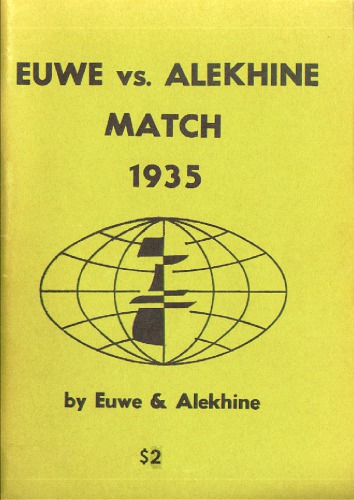 EUWE vs. ALEKHINE
MATCH
1935
by Euwe & Alekhine
$2